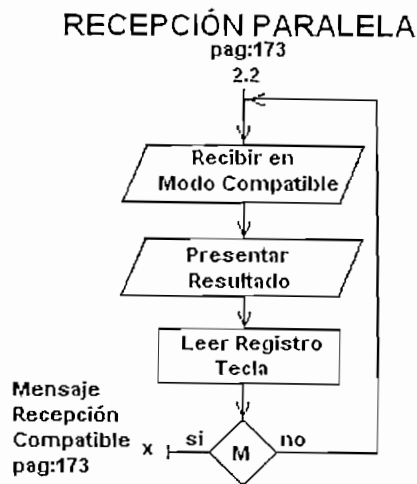 RECEPCIÓN PARALELA
pag:173
2.2
Recibir en
Modo Compatible
Presentar
Resultado
Leer Registro
Tecla
Mensaje
Recepción
Compatible x
pag:173
si
M
no